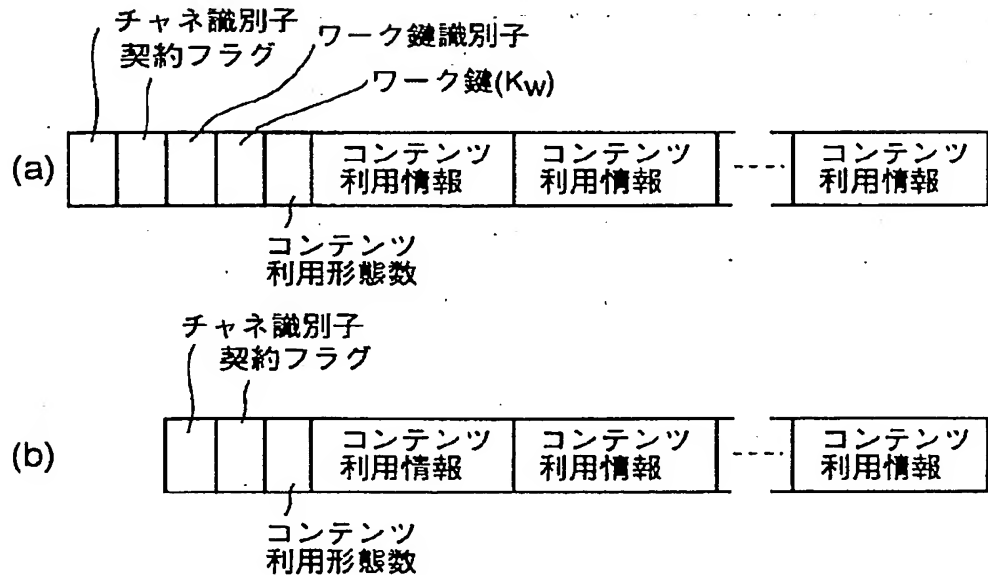 チャネ識別子
契約フラグ
ワーク鍵識別子
ワーク鍵(KW)
(a)
コンテンツ
利用情報
コンテンツ
利用情報
コンテンツ
利用情報
コンテンツ
利用形態数
チャネ識別子
契約フラグ
(b)
コンテンツ
利用情報
コンテンツ
利用情報
コンテンツ
利用情報
コンテンツ
利用形態数